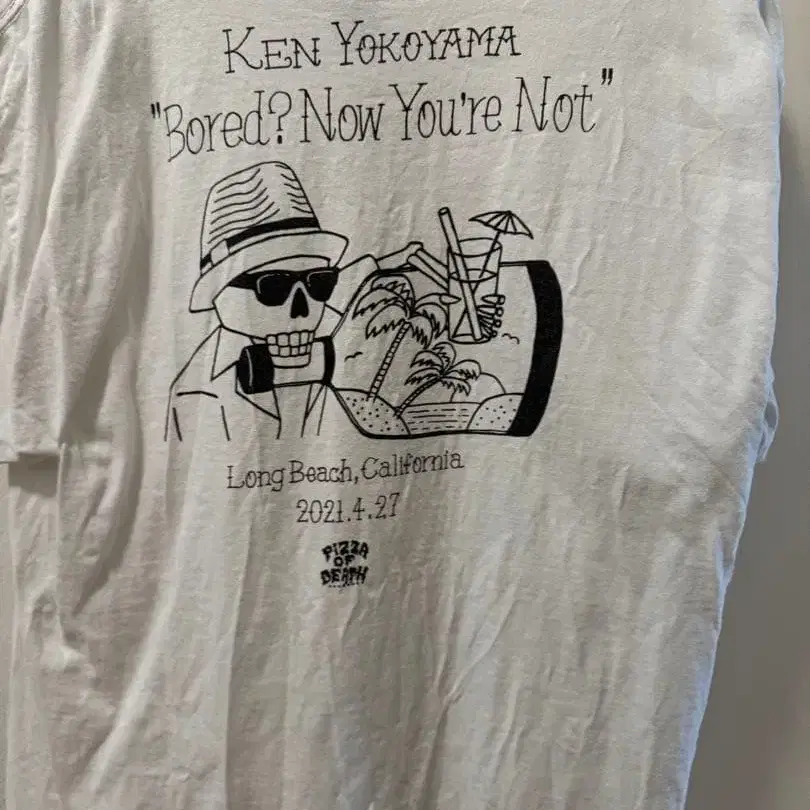 KEN YOKOYAMA
"Bored? Now You're Not"
Long Beach, California
2021.4.27
PIZZA
OF
DEATH